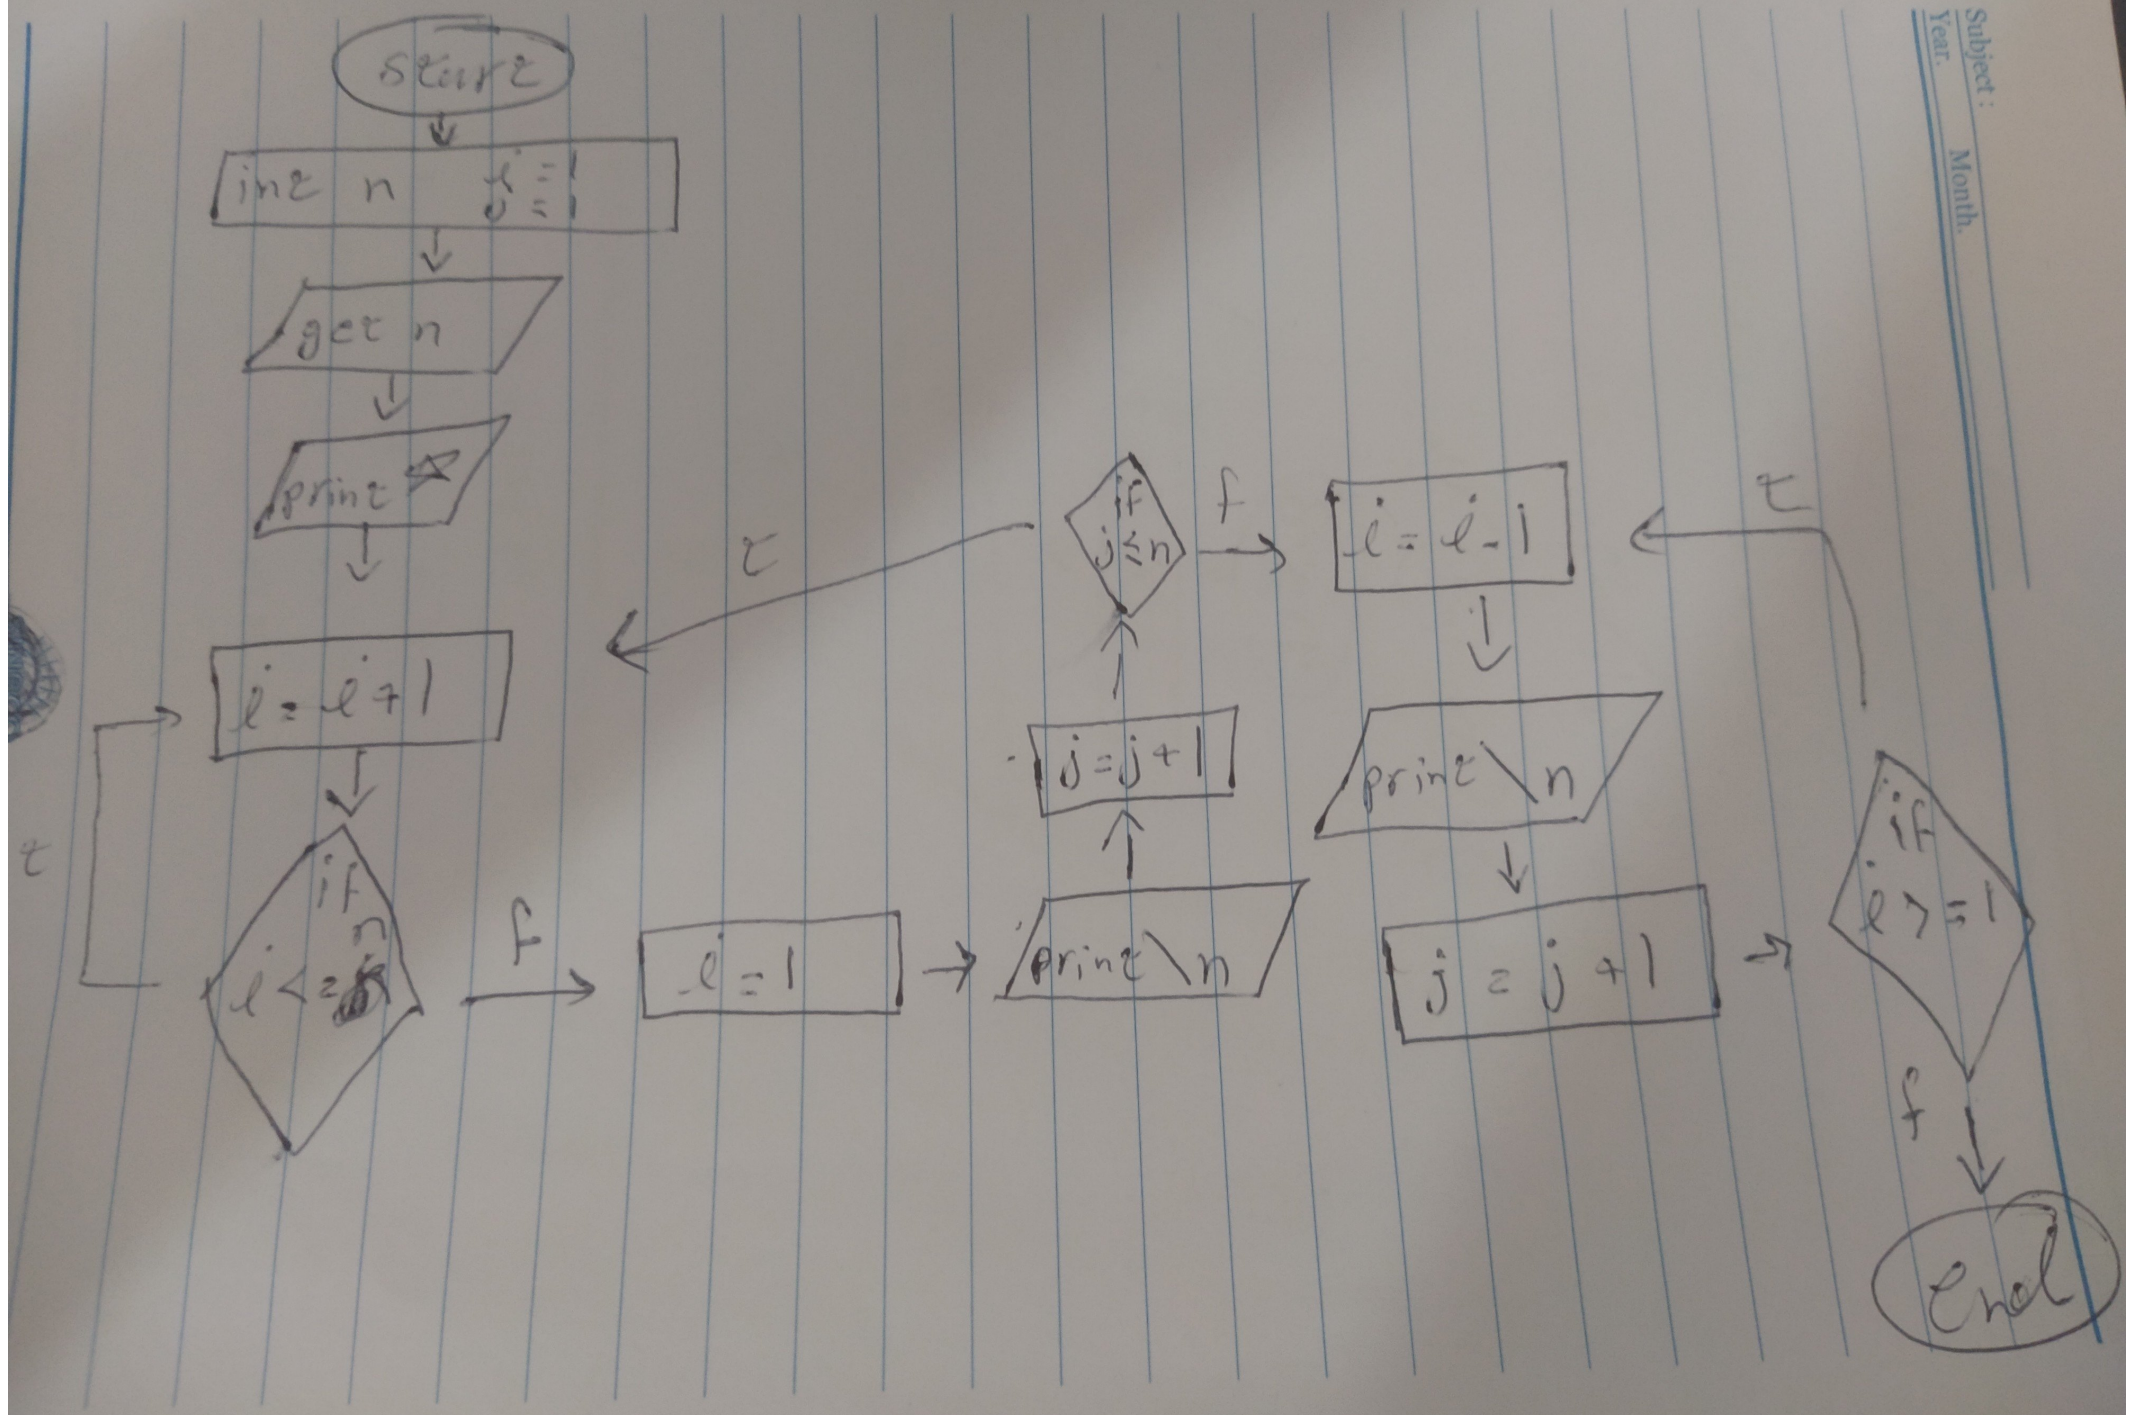 start
int n i=1
j=1
get n
print *
i=i+1
if
i<=n
t
f
i=1
print \n
j=j+1
if
j≤n
t
f
i=i-1
print \n
j=j+1
if
i>=1
t
f
end
Subject:
Year. Month.